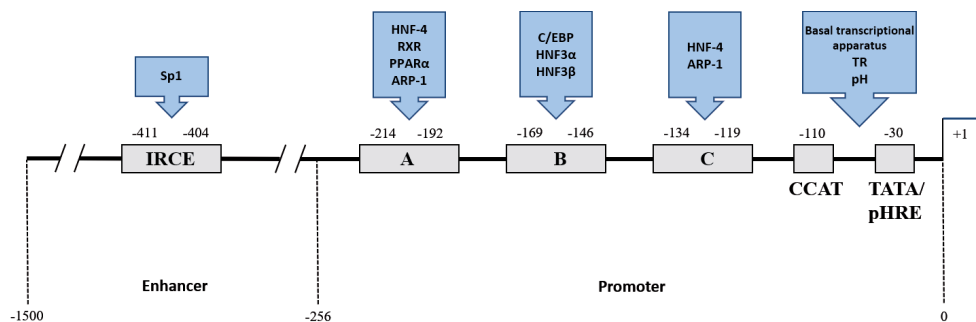 Sp1
HNF-4
RXR
PPARα
ARP-1
C/EBP
HNF3α
HNF3β
HNF-4
ARP-1
Basal transcriptional
apparatus
TR
pH
-411 -404
-214 -192
-169 -146
-134 -119
-110
-30
+1
IRCE
A
B
C
CCAT
TATA/
pHRE
Enhancer
Promoter
-1500
-256
0